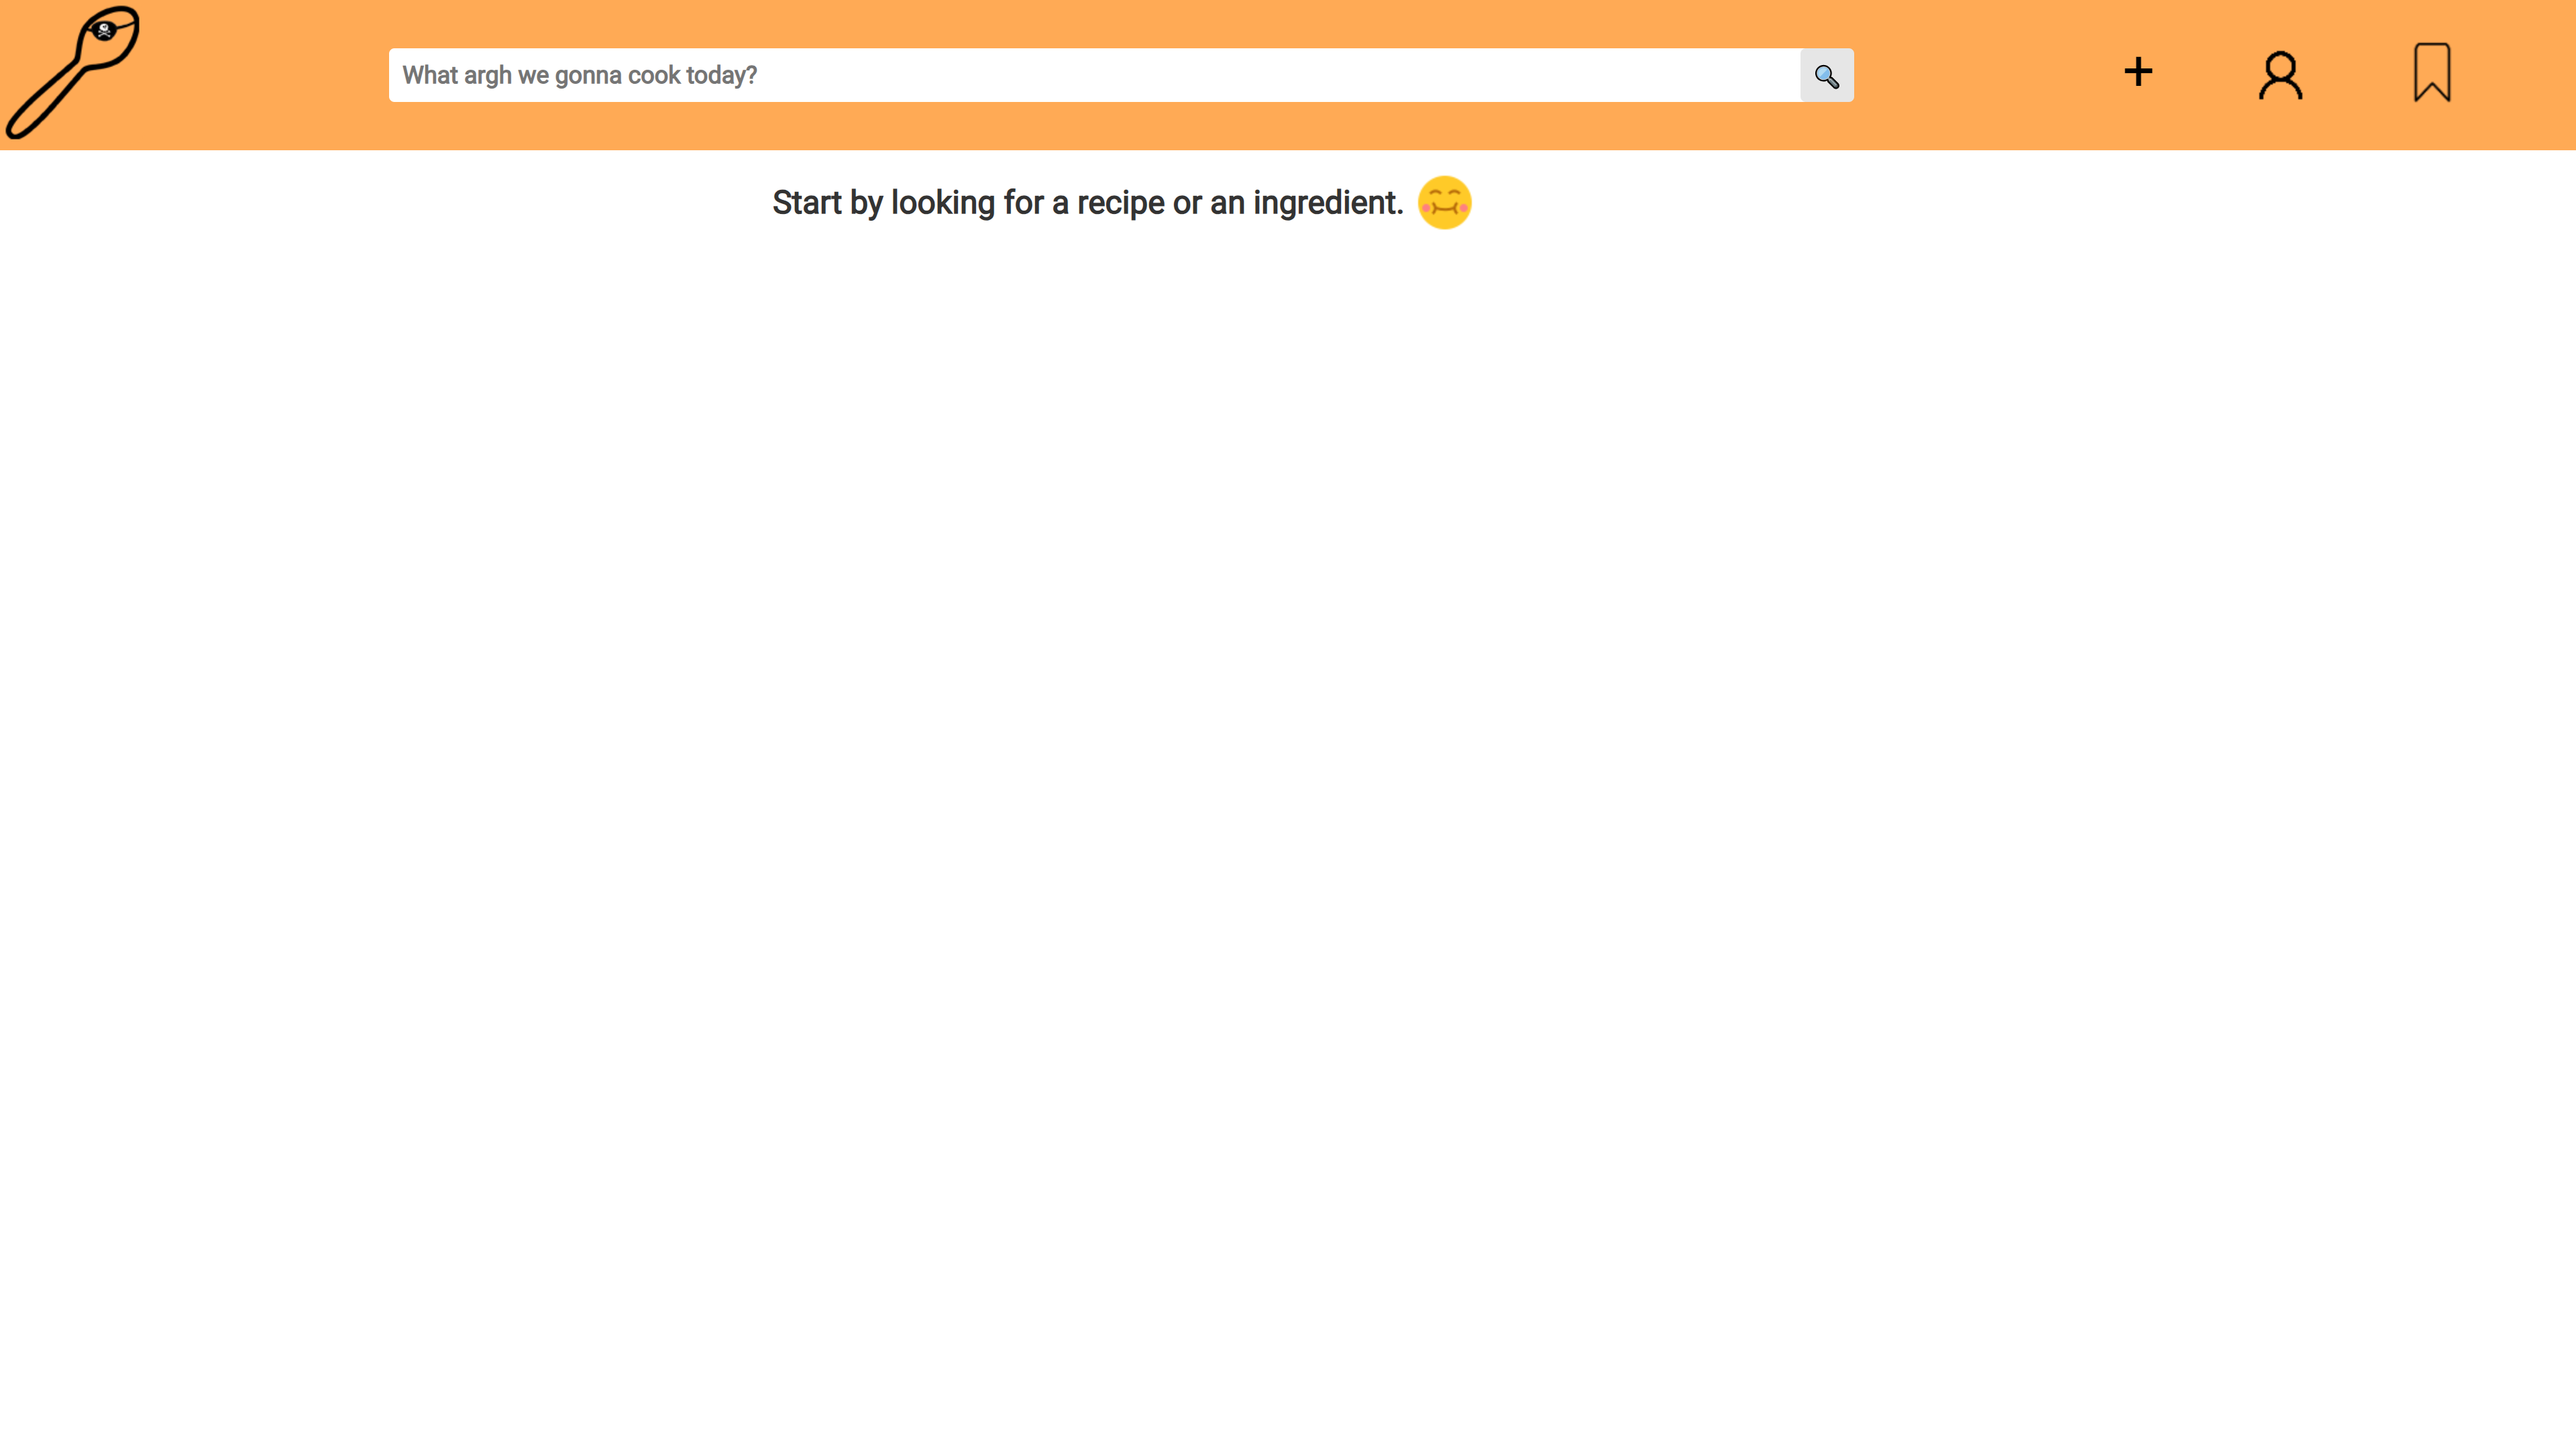 What argh we gonna cook today?
Start by looking for a recipe or an ingredient.